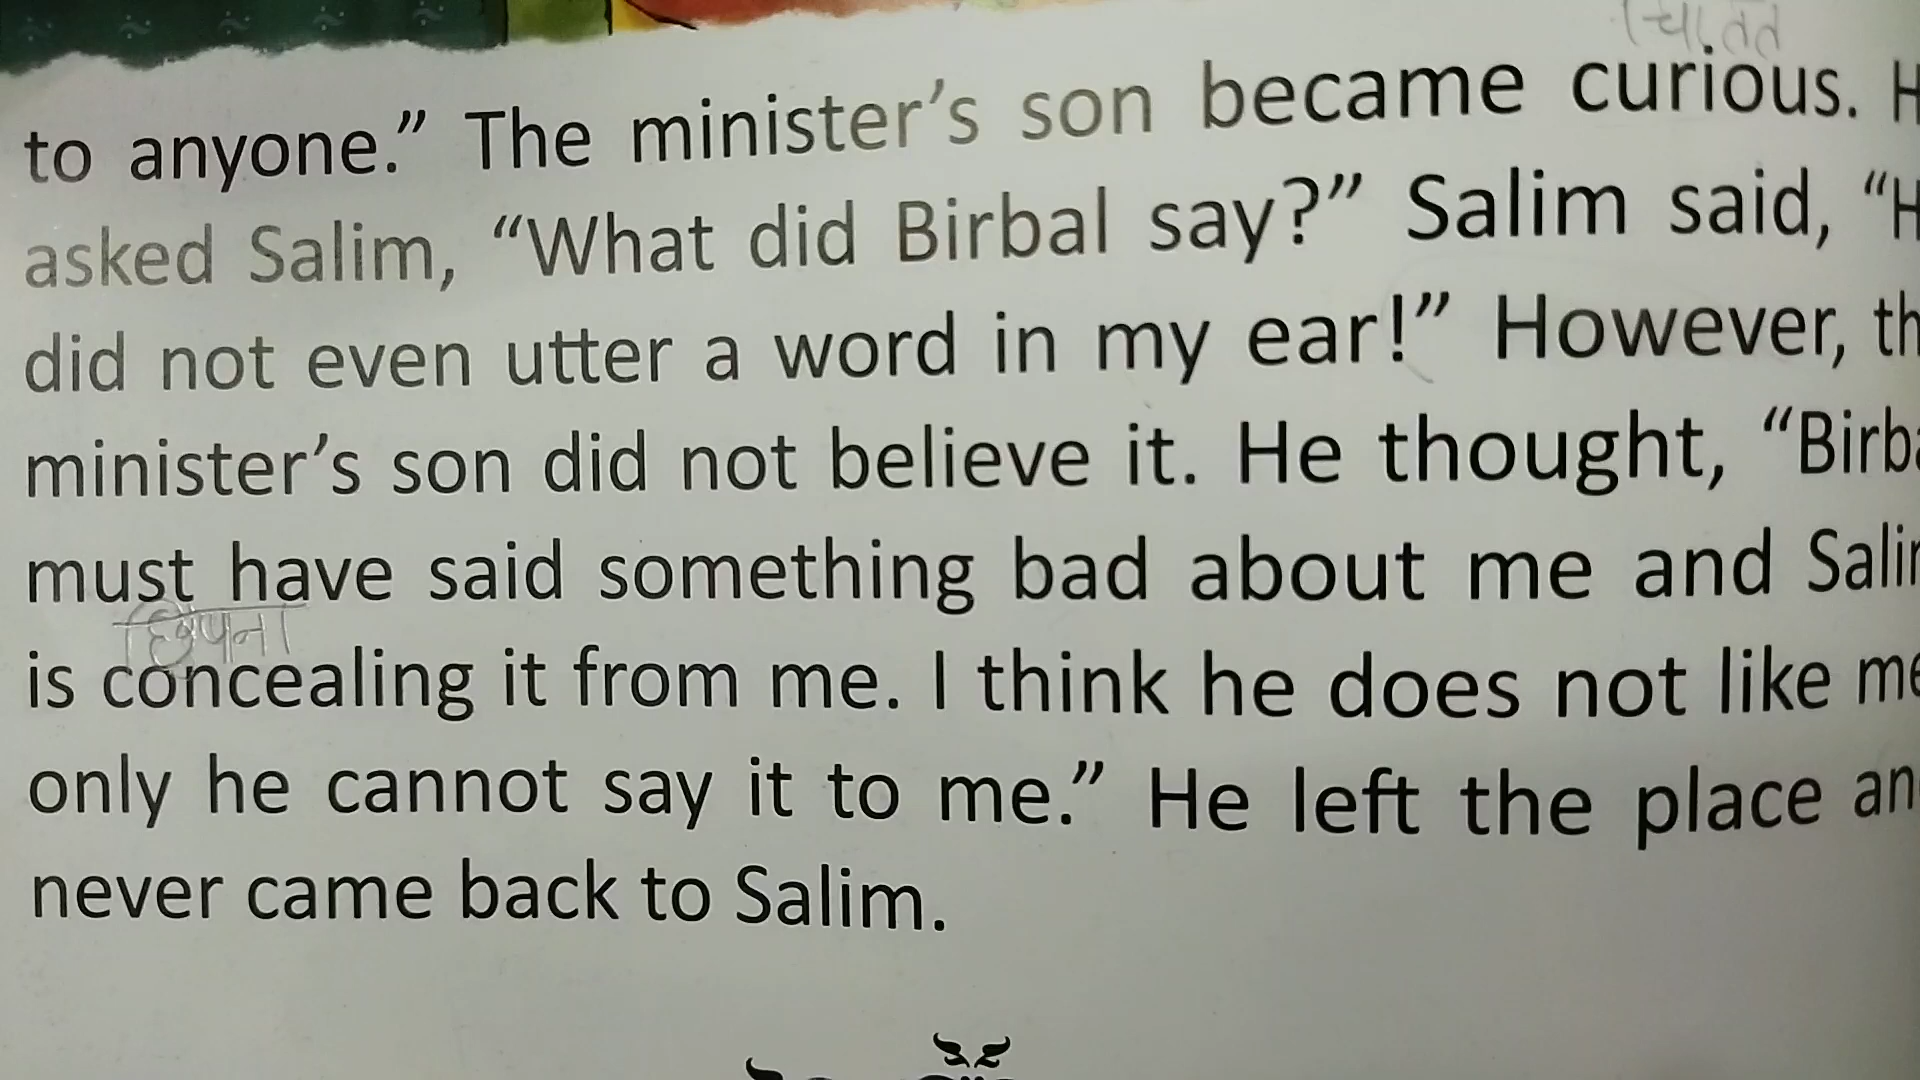 to anyone.” The minister’s son became curious. H
asked Salim, “What did Birbal say?” Salim said, “H
did not even utter a word in my ear!” However, th
minister’s son did not believe it. He thought, “Birba
must have said something bad about me and Salim
छिपना
is concealing it from me. I think he does not like me
only he cannot say it to me.” He left the place an
never came back to Salim.